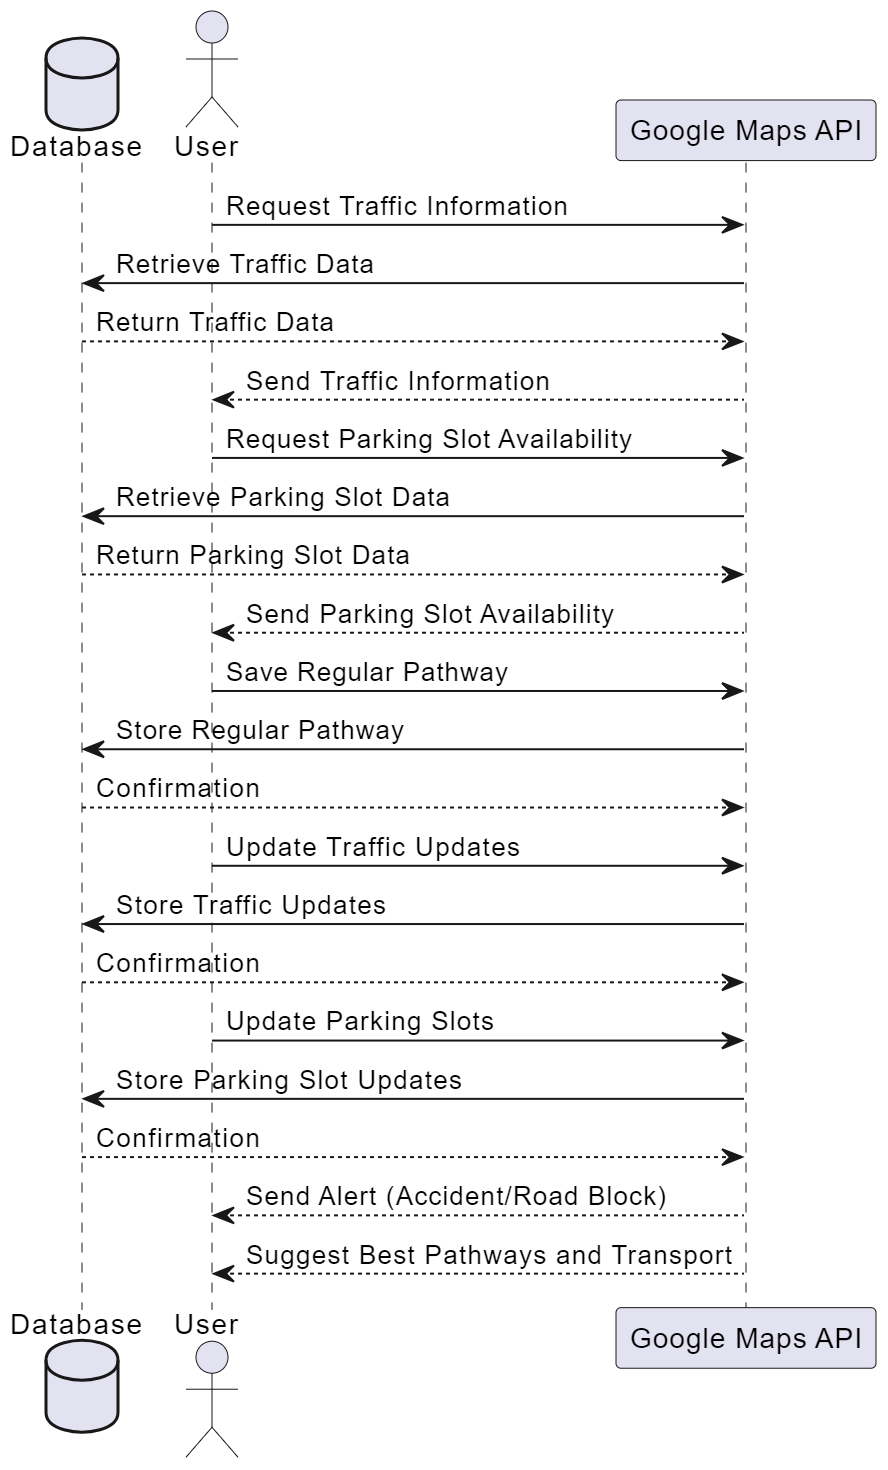 Database
User
Google Maps API
Request Traffic Information
Retrieve Traffic Data
Return Traffic Data
Send Traffic Information
Request Parking Slot Availability
Retrieve Parking Slot Data
Return Parking Slot Data
Send Parking Slot Availability
Save Regular Pathway
Store Regular Pathway
Confirmation
Update Traffic Updates
Store Traffic Updates
Confirmation
Update Parking Slots
Store Parking Slot Updates
Confirmation
Send Alert (Accident/Road Block)
Suggest Best Pathways and Transport
Database
User
Google Maps API